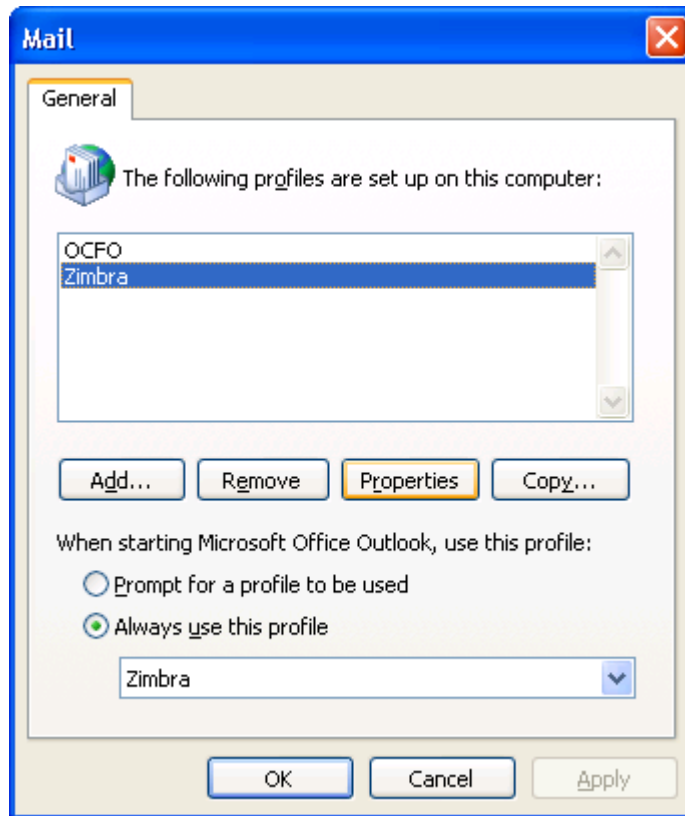 Mail
General
The following profiles are set up on this computer:
OCFO
Zimbra
Add... Remove Properties Copy...
When starting Microsoft Office Outlook, use this profile:
Prompt for a profile to be used
Always use this profile
Zimbra
OK Cancel Apply